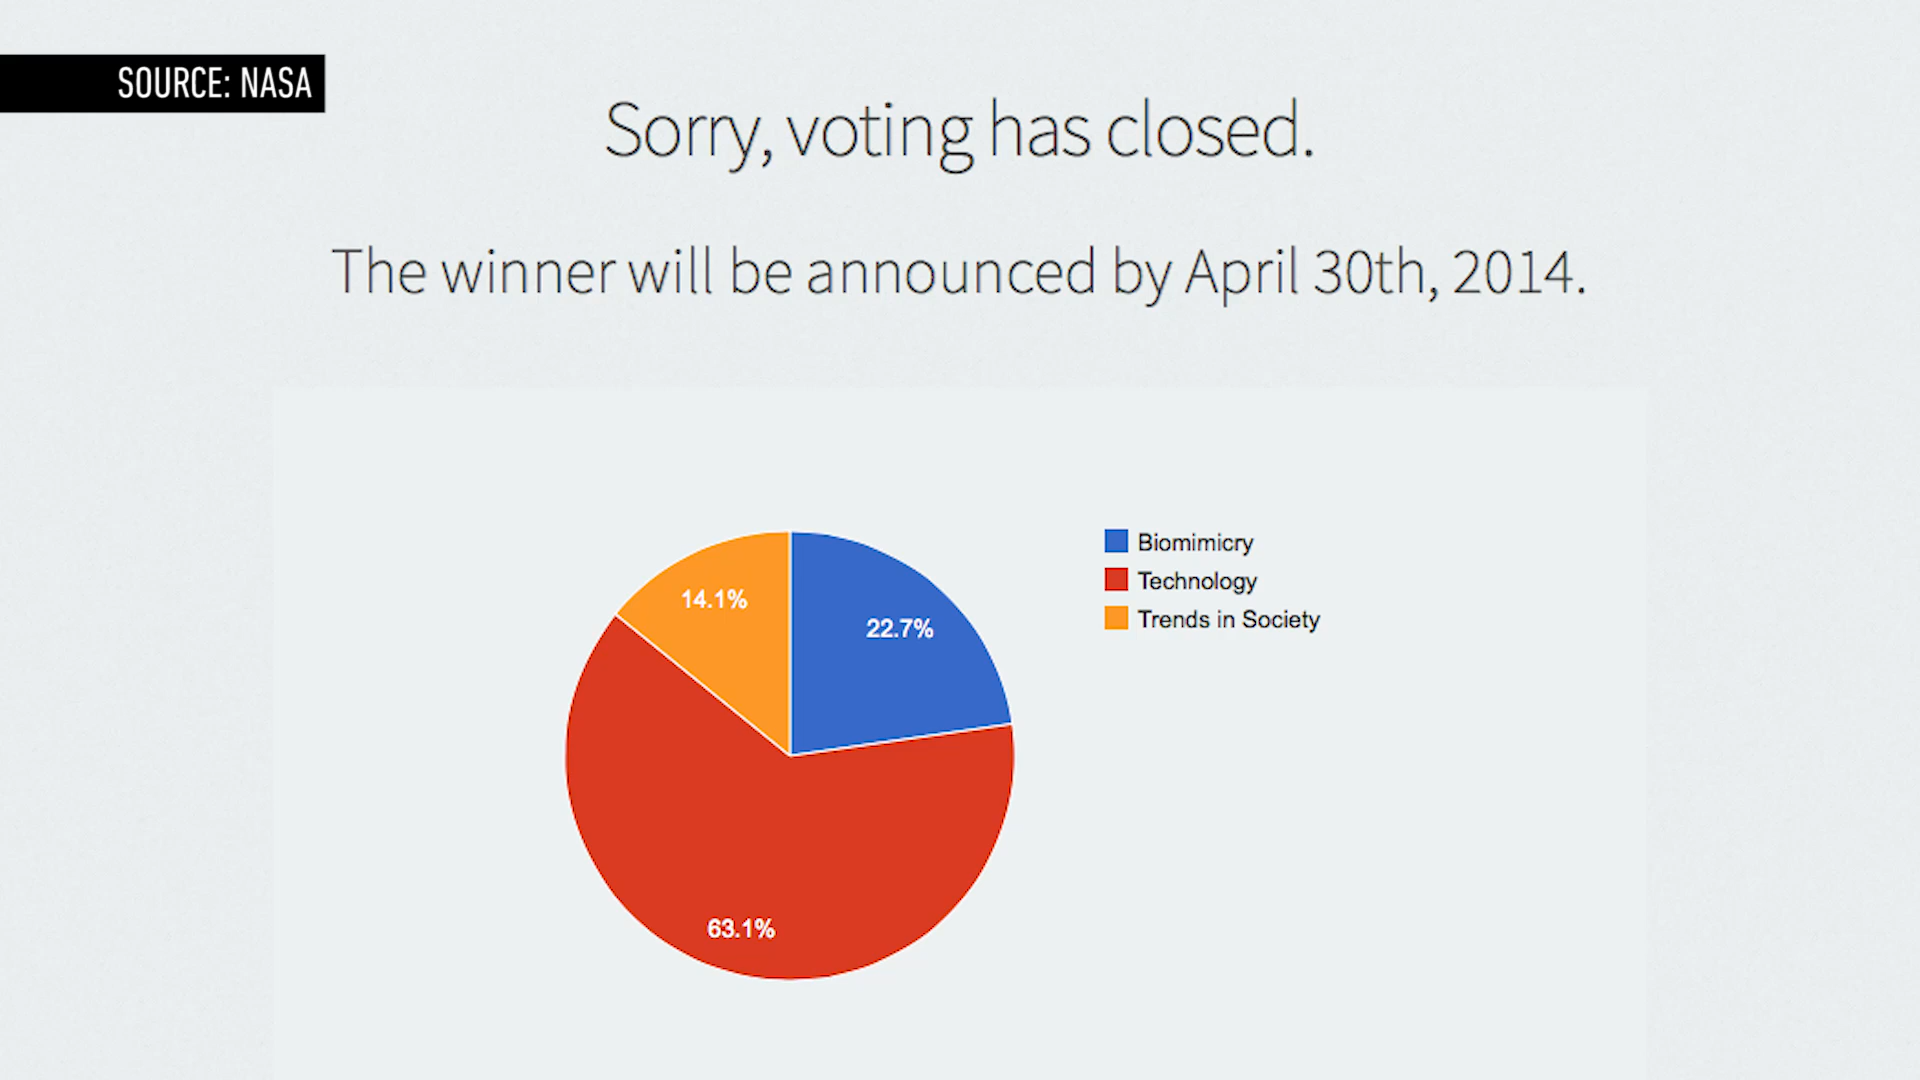 SOURCE: NASA
Sorry, voting has closed.
The winner will be announced by April 30th, 2014.
14.1%
22.7%
63.1%
Biomimicry
Technology
Trends in Society